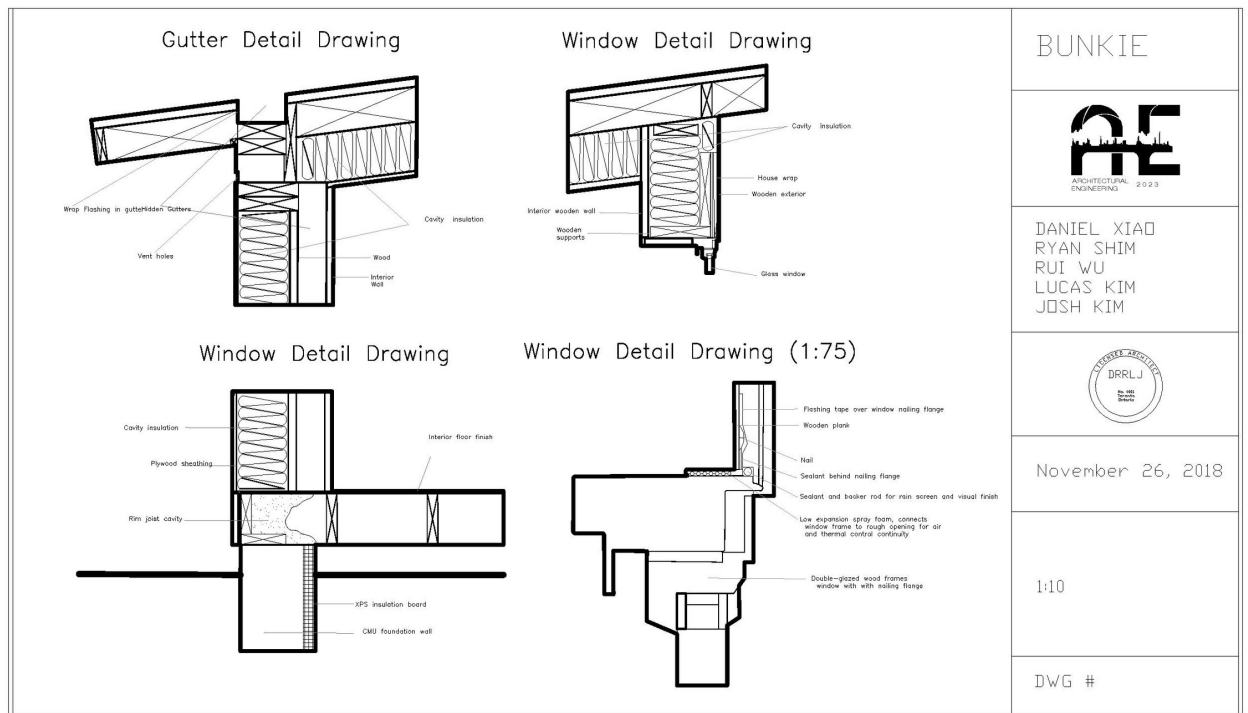 Gutter Detail Drawing
Wrap Flashing in gutter
Hidden Gutters
Vent holes
Cavity insulation
Wood
Interior
Wall
Window Detail Drawing
Cavity insulation
House wrap
Wooden exterior
Interior wooden wall
Wooden
supports
Glass window
Window Detail Drawing
Cavity insulation
Plywood sheathing
Interior floor finish
Rim joist cavity
XPS insulation board
CMU foundation wall
Window Detail Drawing (1:75)
Flashing tape over window nailing flange
Wooden plank
Nail
Sealant behind nailing flange
Sealant and backer rod for rain screen and visual finish
Low expansion spray foam, connects
window frame to rough opening for air
and thermal control continuity
Double-glazed wood frames
window with with nailing flange
BUNKIE
AE
ARCHITECTURAL
ENGINEERING 2023
DANIEL XIAO
RYAN SHIM
RUI WU
LUCAS KIM
JOSH KIM
LICENSED ARCHITECT
DRRLJ
Toronto
Ontario
November 26, 2018
1:10
DWG #